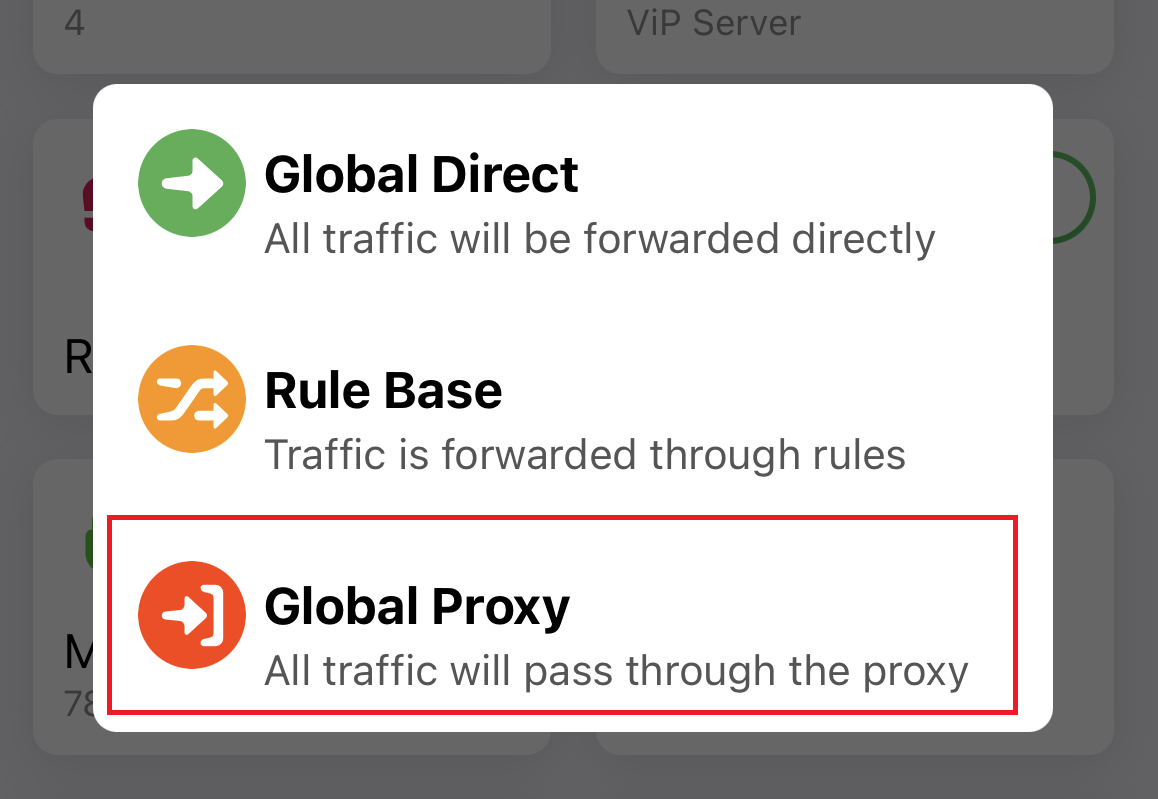 4
ViP Server
Global Direct
All traffic will be forwarded directly
R
Rule Base
Traffic is forwarded through rules
Global Proxy
All traffic will pass through the proxy
M
78